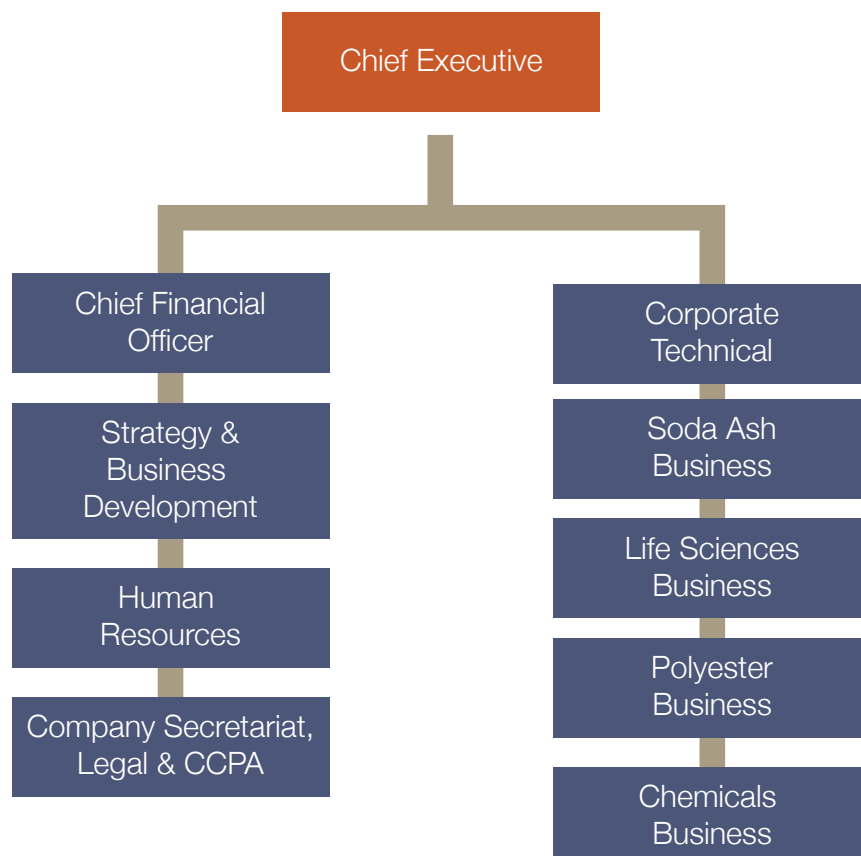 Chief Executive
Chief Financial
Officer
Strategy &
Business
Development
Human
Resources
Company Secretariat,
Legal & CCPA
Corporate
Technical
Soda Ash
Business
Life Sciences
Business
Polyester
Business
Chemicals
Business